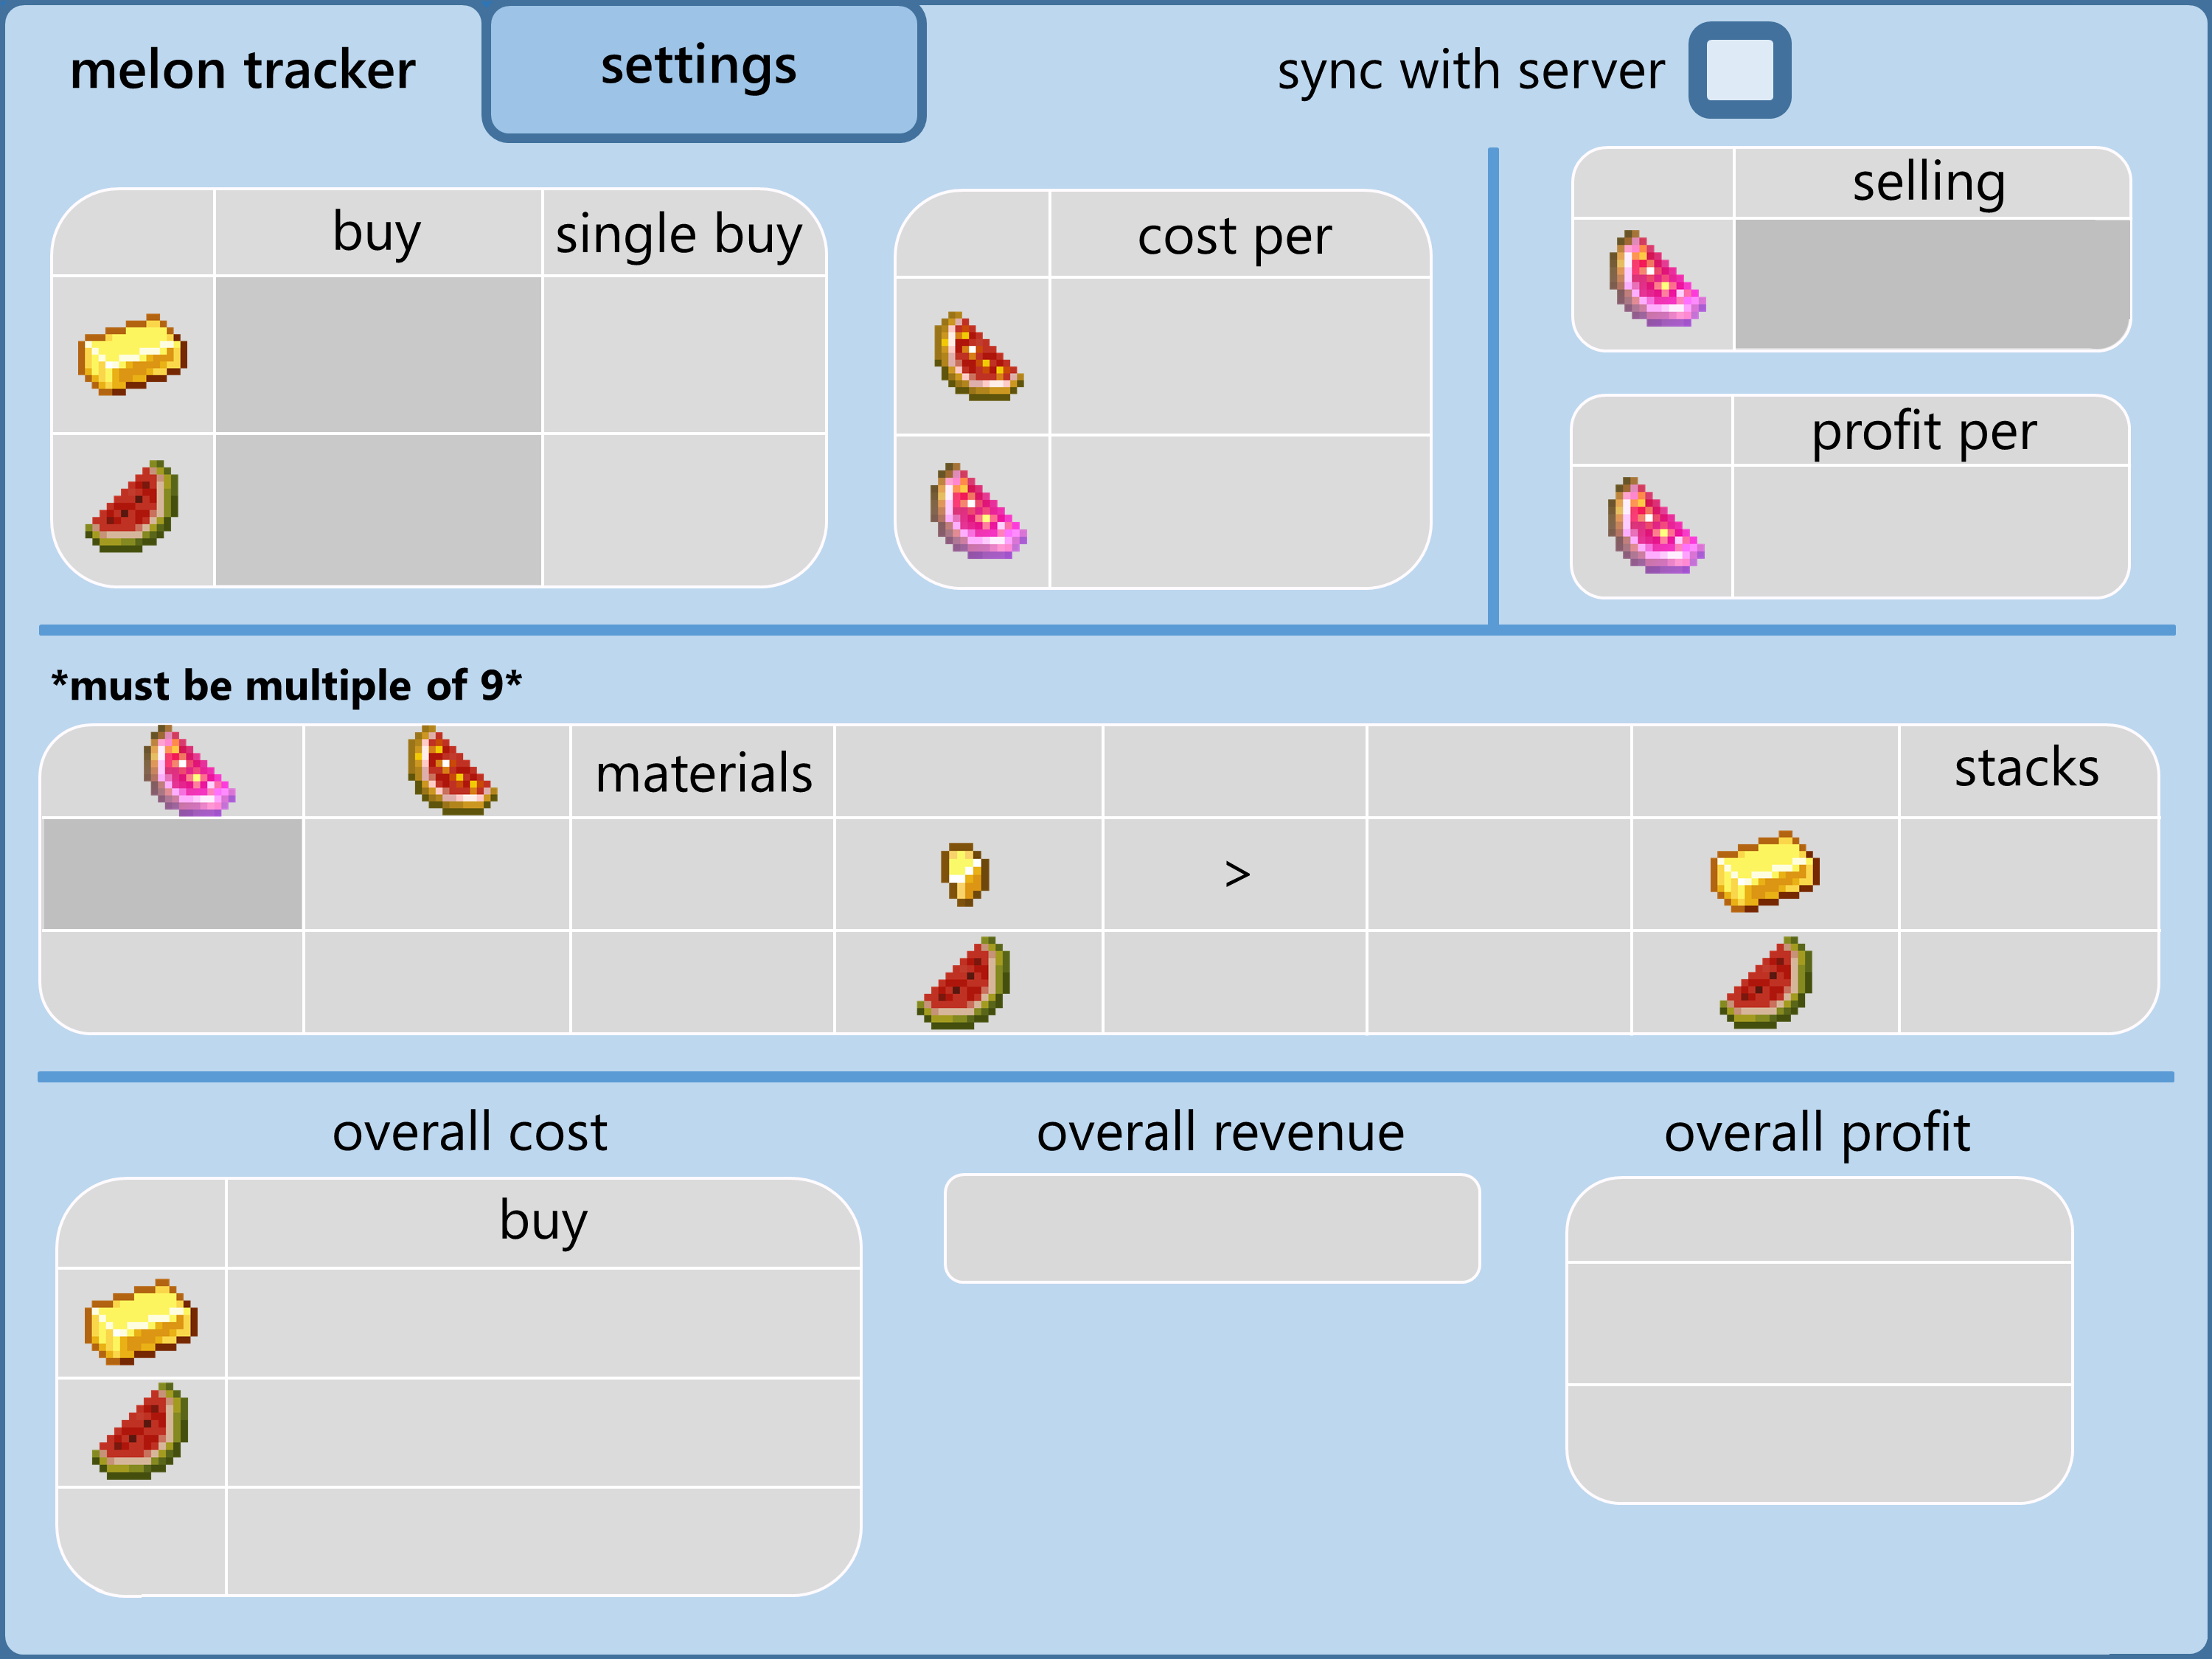 melon tracker
settings
sync with server
buy
single buy
cost per
selling
profit per
*must be multiple of 9*
materials
stacks
>
overall cost
overall revenue
overall profit
buy